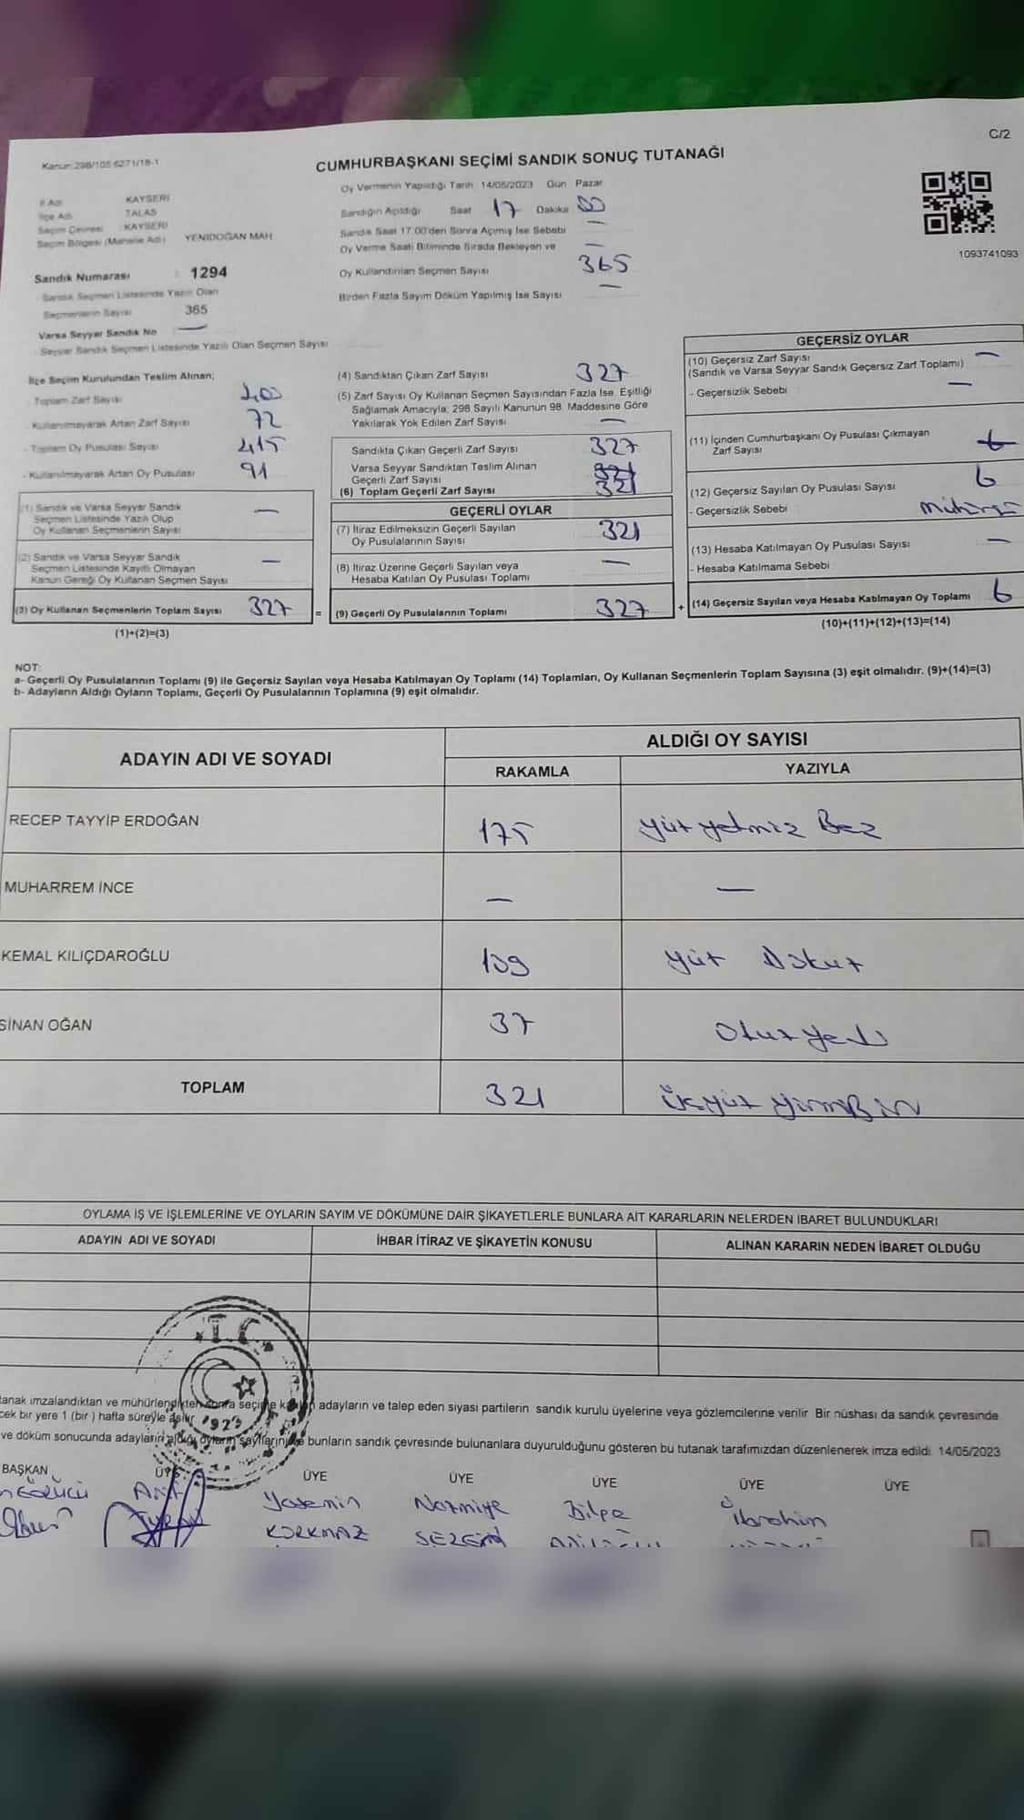 C/2
Kanun:298/105 6271/18-1
CUMHURBAŞKANI SEÇİMİ SANDIK SONUÇ TUTANAĞI
İl Adı KAYSERİ
İlçe Adı TALAS
Seçim Çevresi KAYSERİ
Seçim Bölgesi (Mahalle Adı) YENİDOĞAN MAH
Sandık Numarası : 1294
Sandık Seçmen Listesinde Yazılı Olan
Seçmenlerin Sayısı 365
Varsa Seyyar Sandık No —
Seyyar Sandık Seçmen Listesinde Yazılı Olan Seçmen Sayısı
Oy Vermenin Yapıldığı Tarih 14/05/2023 Gün Pazar
Sandığın Açıldığı Saat 17 Dakika 00
Sandık Saat 17:00'den Sonra Açılmış İse Sebebi —
Oy Verme Saati Bitiminde Sırada Bekleyen ve —
Oy Kullandırılan Seçmen Sayısı 365
Birden Fazla Sayım Döküm Yapılmış İse Sayısı —
1093741093
İlçe Seçim Kurulundan Teslim Alınan;
- Toplam Zarf Sayısı 400
- Kullanılmayarak Artan Zarf Sayısı 72
- Toplam Oy Pusulası Sayısı 415
- Kullanılmayarak Artan Oy Pusulası 91
(1) Sandık ve Varsa Seyyar Sandık
Seçmen Listesinde Yazılı Olup
Oy Kullanan Seçmenlerin Sayısı —
(2) Sandık ve Varsa Seyyar Sandık
Seçmen Listesinde Kayıtlı Olmayan
Kanun Gereği Oy Kullanan Seçmen Sayısı —
(3) Oy Kullanan Seçmenlerin Toplam Sayısı 327 =
(1)+(2)=(3)
(4) Sandıktan Çıkan Zarf Sayısı 327
(5) Zarf Sayısı Oy Kullanan Seçmen Sayısından Fazla İse, Eşitliği
Sağlamak Amacıyla, 298 Sayılı Kanunun 98. Maddesine Göre
Yakılarak Yok Edilen Zarf Sayısı —
Sandıkta Çıkan Geçerli Zarf Sayısı 327
Varsa Seyyar Sandıktan Teslim Alınan
Geçerli Zarf Sayısı
(6) Toplam Geçerli Zarf Sayısı 321
GEÇERLİ OYLAR
(7) İtiraz Edilmeksizin Geçerli Sayılan
Oy Pusulalarının Sayısı 321
(8) İtiraz Üzerine Geçerli Sayılan veya
Hesaba Katılan Oy Pusulası Toplamı —
(9) Geçerli Oy Pusulalarının Toplamı 327 +
GEÇERSİZ OYLAR
(10) Geçersiz Zarf Sayısı —
(Sandık ve Varsa Seyyar Sandık Geçersiz Zarf Toplamı)
- Geçersizlik Sebebi —
(11) İçinden Cumhurbaşkanı Oy Pusulası Çıkmayan
Zarf Sayısı
(12) Geçersiz Sayılan Oy Pusulası Sayısı 6
- Geçersizlik Sebebi
(13) Hesaba Katılmayan Oy Pusulası Sayısı —
- Hesaba Katılmama Sebebi
(14) Geçersiz Sayılan veya Hesaba Katılmayan Oy Toplamı 6
(10)+(11)+(12)+(13)=(14)
NOT:
a- Geçerli Oy Pusulalarının Toplamı (9) ile Geçersiz Sayılan veya Hesaba Katılmayan Oy Toplamı (14) Toplamları, Oy Kullanan Seçmenlerin Toplam Sayısına (3) eşit olmalıdır. (9)+(14)=(3)
b- Adayların Aldığı Oyların Toplamı, Geçerli Oy Pusulalarının Toplamına (9) eşit olmalıdır.
ADAYIN ADI VE SOYADI
ALDIĞI OY SAYISI
RAKAMLA YAZIYLA
RECEP TAYYİP ERDOĞAN 175 yüz yetmiz Bez
MUHARREM İNCE — —
KEMAL KILIÇDAROĞLU 109 yüz Dokuz
SİNAN OĞAN 37 Otuz yedi
TOPLAM 321 üçyüz yirmiBir
OYLAMA İŞ VE İŞLEMLERİNE VE OYLARIN SAYIM VE DÖKÜMÜNE DAİR ŞİKAYETLERLE BUNLARA AİT KARARLARIN NELERDEN İBARET BULUNDUKLARI
ADAYIN ADI VE SOYADI İHBAR İTİRAZ VE ŞİKAYETİN KONUSU ALINAN KARARIN NEDEN İBARET OLDUĞU
T.C.
1923
tanak imzalandıktan ve mühürlendikten sonra seçime adayların ve talep eden siyasi partilerin sandık kurulu üyelerine veya gözlemcilerine verilir. Bir nüshası da sandık çevresinde
cek bir yere 1 (bir) hafta süreyle asılır.
ve döküm sonucunda adayların aldığı oyların sayılarını bunların sandık çevresinde bulunanlara duyurulduğunu gösteren bu tutanak tarafımızdan düzenlenerek imza edildi. 14/05/2023
BAŞKAN ÜYE ÜYE ÜYE ÜYE ÜYE ÜYE
Yasemin Nazmiye Bilge İbrahim
KORKMAZ SEZGİN